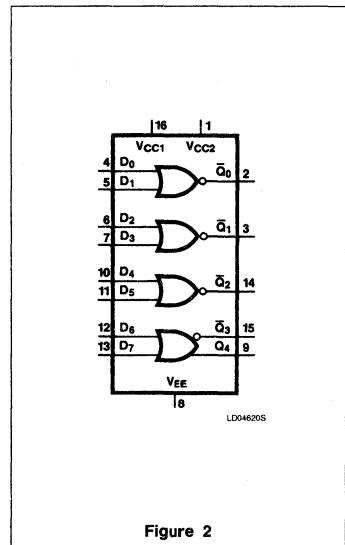 16 1
VCC1 VCC2
4 D0 Q̅0 2
5 D1
6 D2 Q̅1 3
7 D3
10 D4 Q̅2 14
11 D5
12 D6 Q̅3 15
13 D7 Q4 9
VEE
8
LD04620S
Figure 2